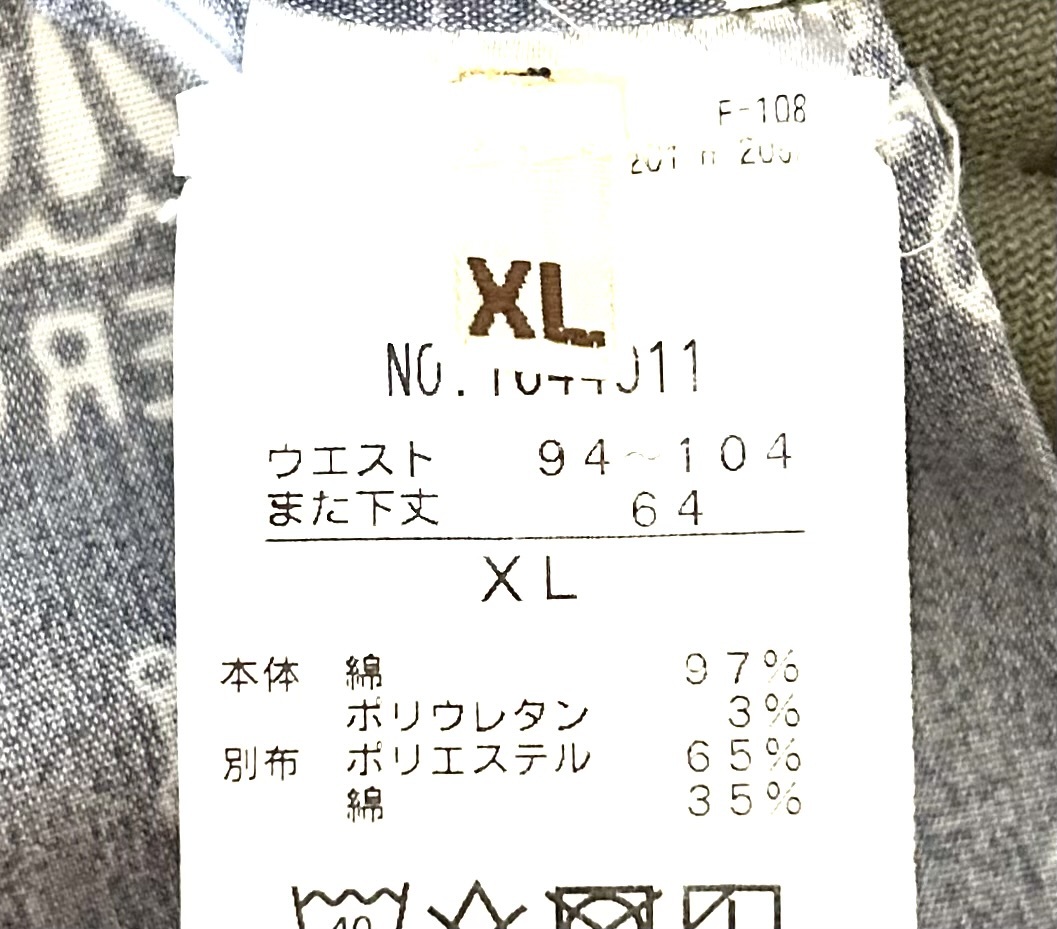 F-108
XL
ウエスト 94~104
また下丈 64
XL
本体 綿 97%
ポリウレタン 3%
別布 ポリエステル 65%
綿 35%
40